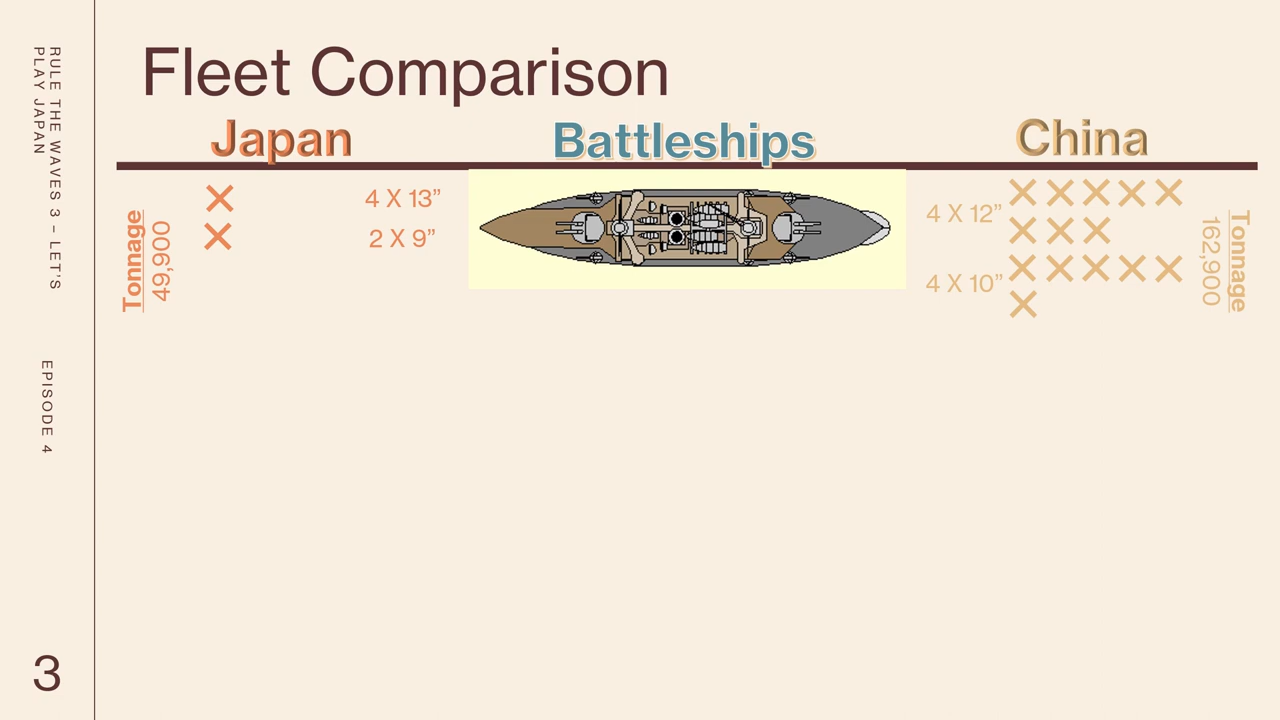 RULE THE WAVES 3 – LET'S
PLAY JAPAN
EPISODE 4
3
Fleet Comparison
Japan
Battleships
China
Tonnage
49,900
4 X 13”
2 X 9”
4 X 12”
4 X 10”
Tonnage
162,900